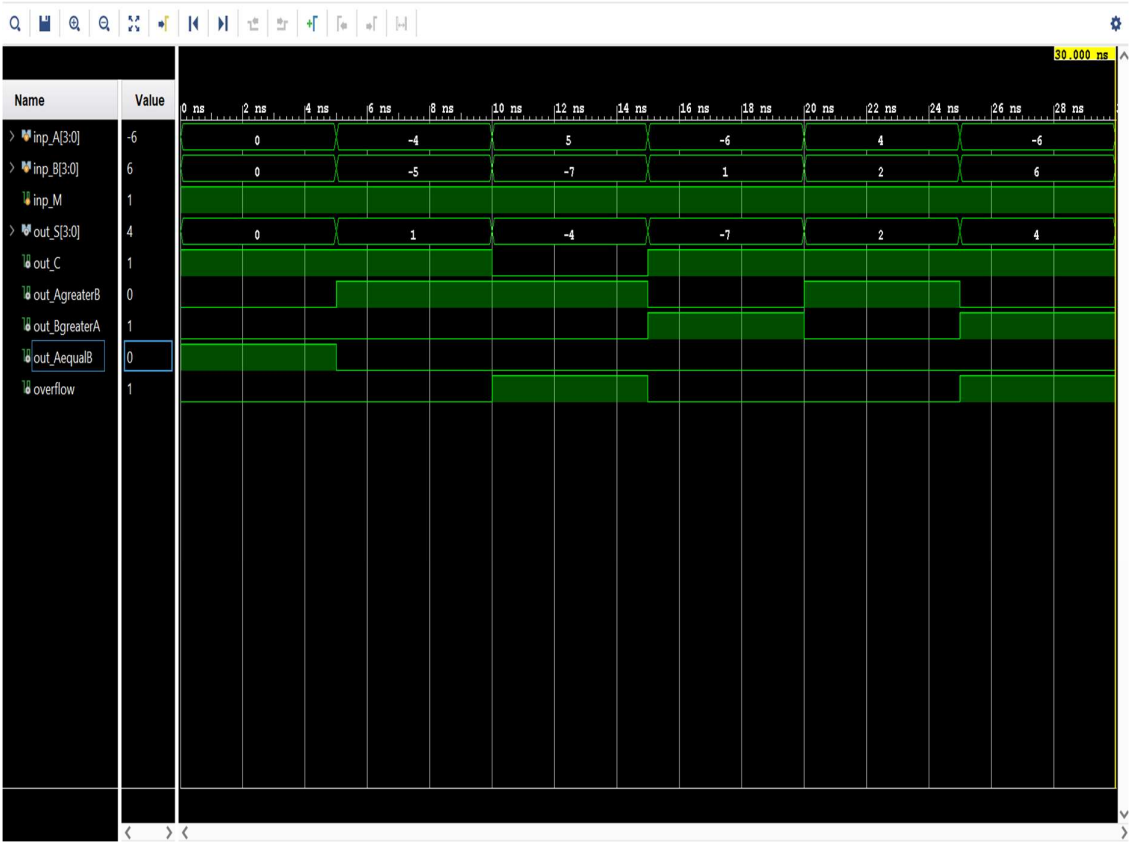 30.000 ns
Name Value 0 ns 2 ns 4 ns 6 ns 8 ns 10 ns 12 ns 14 ns 16 ns 18 ns 20 ns 22 ns 24 ns 26 ns 28 ns
inp_A[3:0] -6 0 -4 5 -6 4 -6
inp_B[3:0] 6 0 -5 -7 1 2 6
inp_M 1
out_S[3:0] 4 0 1 -4 -7 2 4
out_C 1
out_AgreaterB 0
out_BgreaterA 1
out_AequalB 0
overflow 1